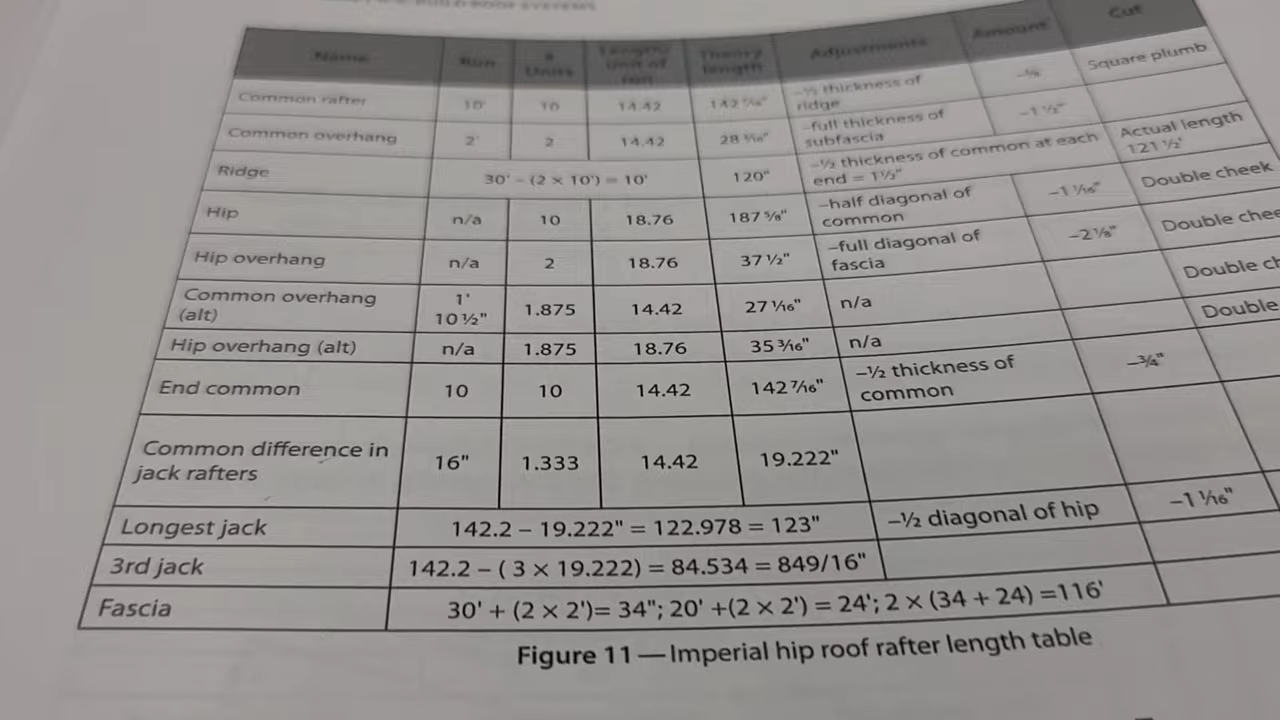 Name Run # Units Length/ unit of run Theory length Adjustments Amount Cut
Common rafter 10' 10 14.42 142 7/16" –½ thickness of ridge –¾ Square plumb
Common overhang 2' 2 14.42 28 –full thickness of subfascia –1 ½"
Ridge 30' – (2 × 10') = 10' 120" –½ thickness of common at each end = 1½" Actual length 121 ½'
Hip n/a 10 18.76 187 ⅝" –half diagonal of common –1 1/16" Double cheek
Hip overhang n/a 2 18.76 37 ½" –full diagonal of fascia –2 ⅛" Double chee
Common overhang (alt) 1' 10 ½" 1.875 14.42 27 1/16" n/a Double ch
Hip overhang (alt) n/a 1.875 18.76 35 3/16" n/a Double
End common 10 10 14.42 142 7/16" –½ thickness of common –¾"
Common difference in jack rafters 16" 1.333 14.42 19.222"
Longest jack 142.2 – 19.222" = 122.978 = 123" –½ diagonal of hip –1 1/16"
3rd jack 142.2 – ( 3 × 19.222) = 84.534 = 849/16"
Fascia 30' + (2 × 2')= 34"; 20' +(2 × 2') = 24'; 2 × (34 + 24) =116'
Figure 11 — Imperial hip roof rafter length table